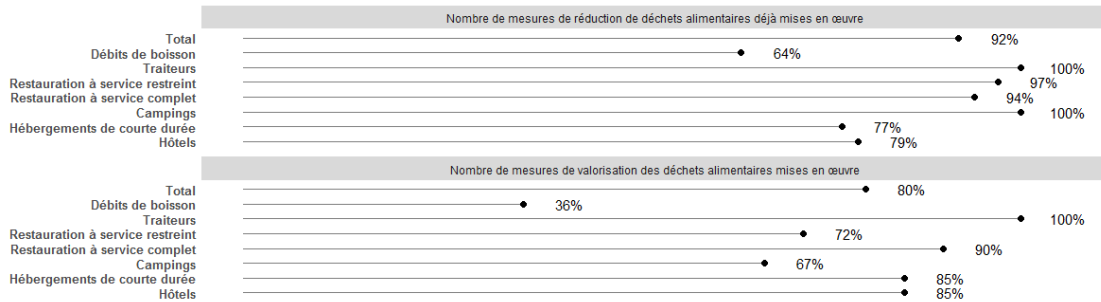 Nombre de mesures de réduction de déchets alimentaires déjà mises en œuvre
Total 92%
Débits de boisson 64%
Traiteurs 100%
Restauration à service restreint 97%
Restauration à service complet 94%
Campings 100%
Hébergements de courte durée 77%
Hôtels 79%
Nombre de mesures de valorisation des déchets alimentaires mises en œuvre
Total 80%
Débits de boisson 36%
Traiteurs 100%
Restauration à service restreint 72%
Restauration à service complet 90%
Campings 67%
Hébergements de courte durée 85%
Hôtels 85%